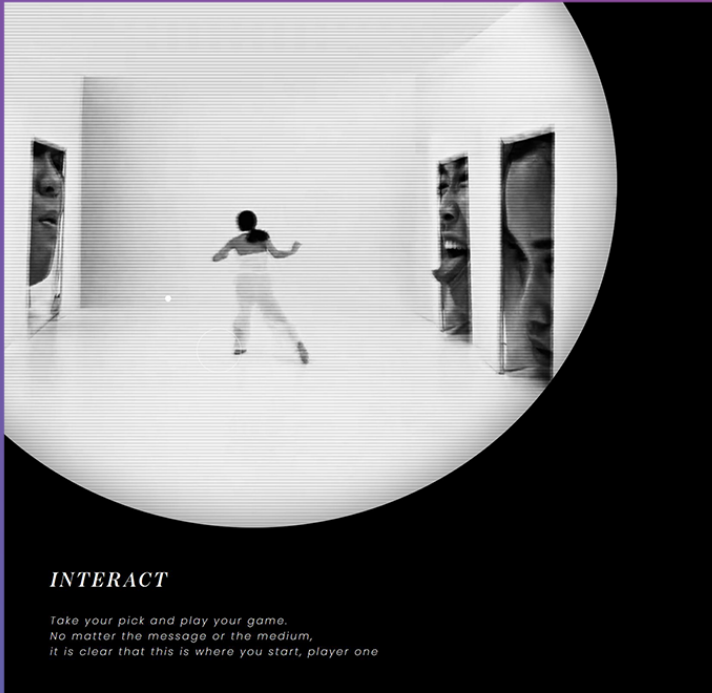 INTERACT
Take your pick and play your game.
No matter the message or the medium,
it is clear that this is where you start, player one